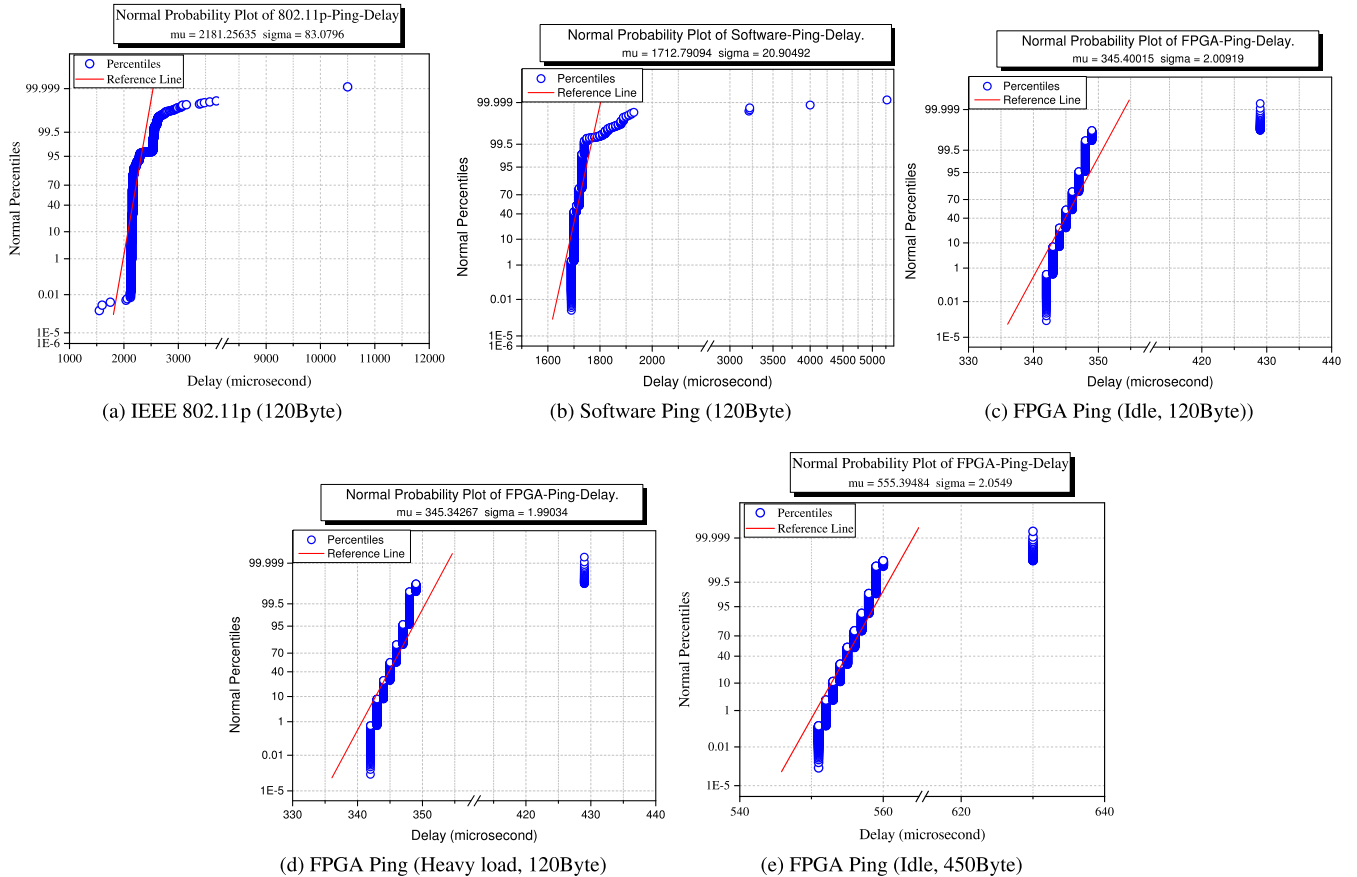 Normal Probability Plot of 802.11p-Ping-Delay
mu = 2181.25635 sigma = 83.0796
Percentiles
Reference Line
99.999
99.5
95
70
40
10
1
0.01
1E-5
1E-6
1000 2000 3000 9000 10000 11000 12000
Normal Percentiles
Delay (microsecond)
(a) IEEE 802.11p (120Byte)
Normal Probability Plot of Software-Ping-Delay.
mu = 1712.79094 sigma = 20.90492
Percentiles
Reference Line
99.999
99.5
95
70
40
10
1
0.01
1E-5
1E-6
1600 1800 2000 3200 4000 4500 5000
Normal Percentiles
Delay (microsecond)
(b) Software Ping (120Byte)
Normal Probability Plot of FPGA-Ping-Delay.
mu = 345.40015 sigma = 2.00919
Percentiles
Reference Line
99.999
99.5
95
70
40
10
1
0.01
1E-5
330 340 350 420 430 440
Normal Percentiles
Delay (microsecond)
(c) FPGA Ping (Idle, 120Byte))
Normal Probability Plot of FPGA-Ping-Delay.
mu = 345.34267 sigma = 1.99034
Percentiles
Reference Line
99.999
99.5
95
70
40
10
1
0.01
1E-5
330 340 350 420 430 440
Normal Percentiles
Delay (microsecond)
(d) FPGA Ping (Heavy load, 120Byte)
Normal Probability Plot of FPGA-Ping-Delay
mu = 555.39484 sigma = 2.0549
Percentiles
Reference Line
99.999
99.5
95
70
40
10
1
0.01
1E-5
540 560 620 640
Normal Percentiles
Delay (microsecond)
(e) FPGA Ping (Idle, 450Byte)